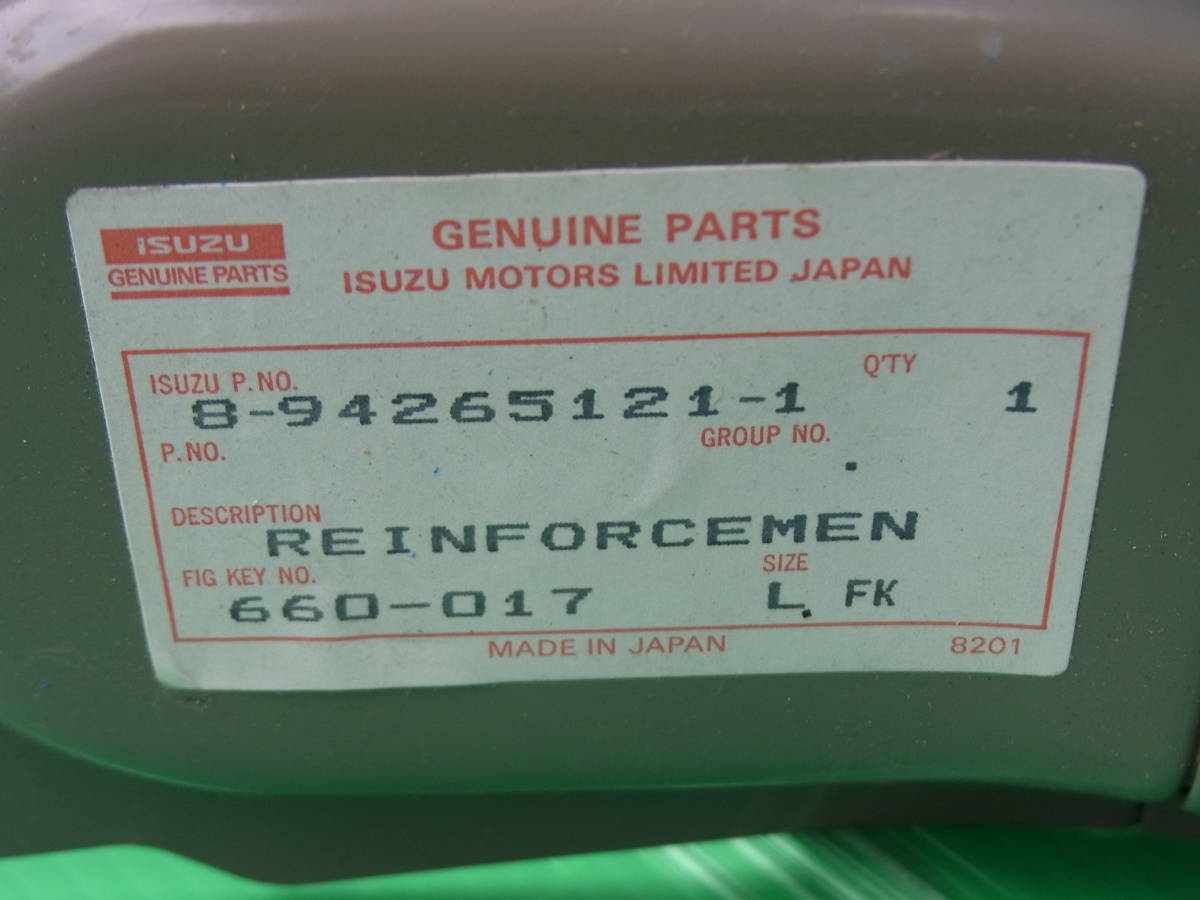 ISUZU
GENUINE PARTS
GENUINE PARTS
ISUZU MOTORS LIMITED JAPAN
ISUZU P.NO. Q'TY
8-94265121-1 1
P.NO. GROUP NO.
.
DESCRIPTION
REINFORCEMEN
FIG KEY NO. SIZE
660-017 L. FK
MADE IN JAPAN 8201